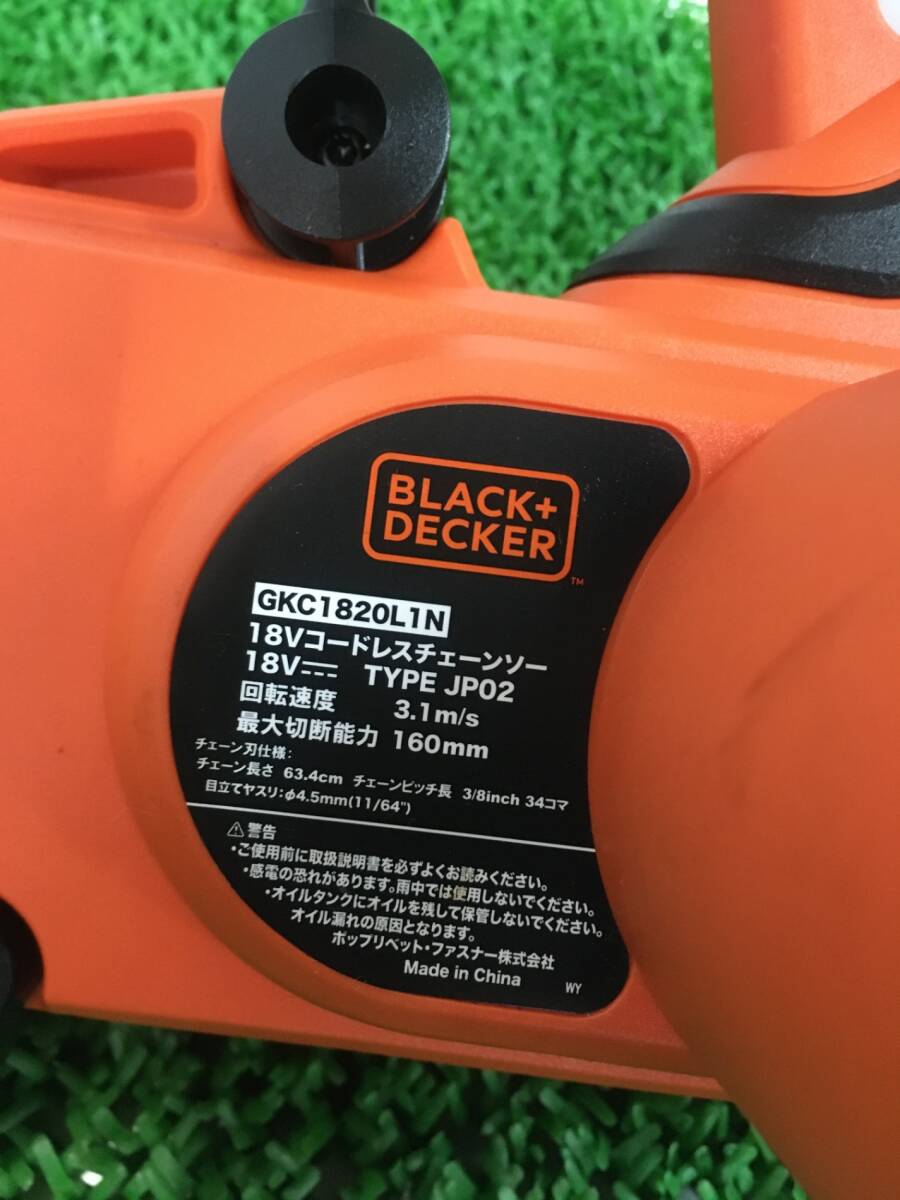 BLACK+
DECKER
TM
GKC1820L1N
18Vコードレスチェーンソー
18V⎓ TYPE JP02
回転速度 3.1m/s
最大切断能力 160mm
チェーン刃仕様:
チェーン長さ 63.4cm チェーンピッチ長 3/8inch 34コマ
目立てヤスリ:φ4.5mm(11/64")
⚠警告
・ご使用前に取扱説明書を必ずよくお読みください。
・感電の恐れがあります。雨中では使用しないでください。
・オイルタンクにオイルを残して保管しないでください。
オイル漏れの原因となります。
ポップリベット・ファスナー株式会社
Made in China
WY